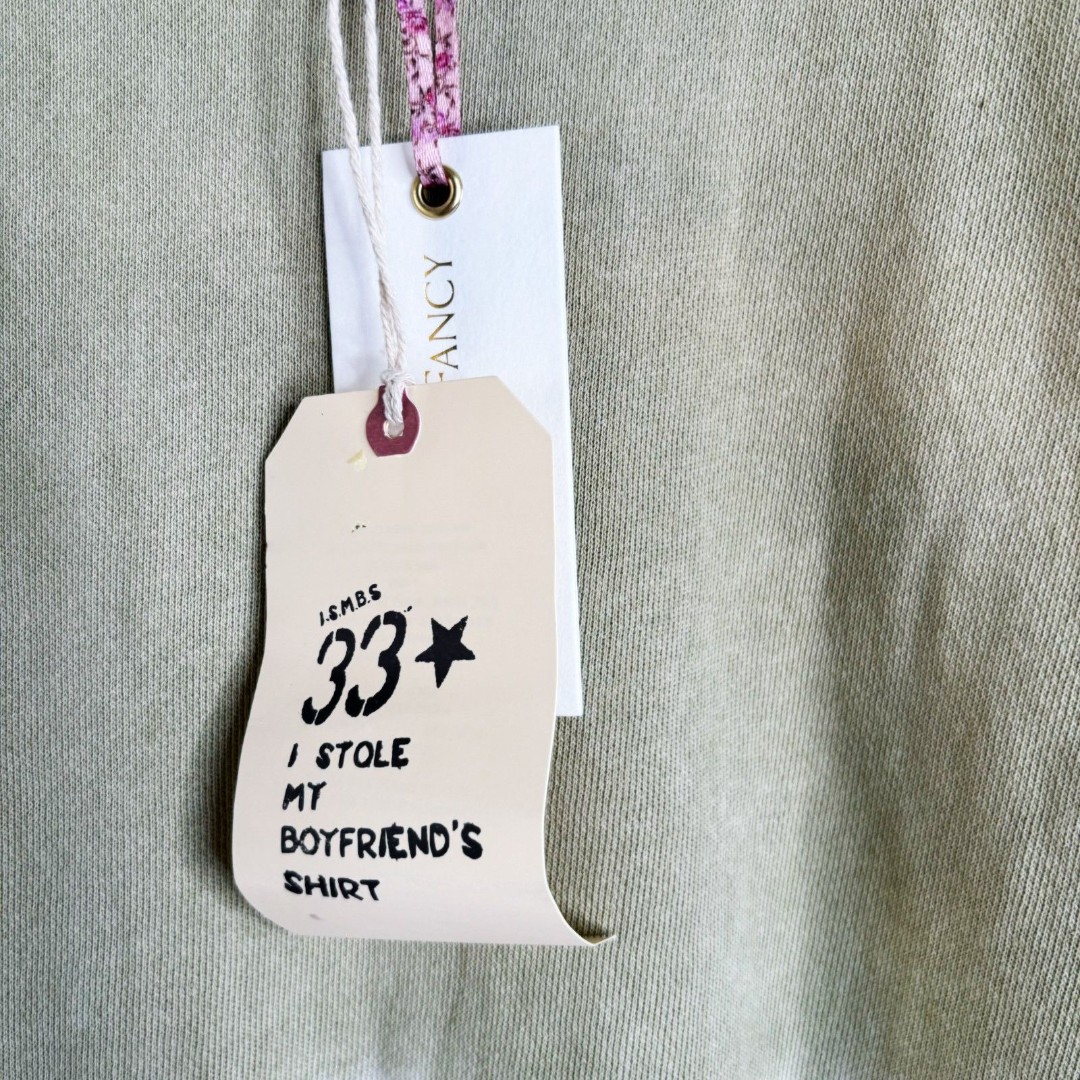 FANCY
I.S.M.B.S
33
I STOLE
MY
BOYFRIEND'S
SHIRT